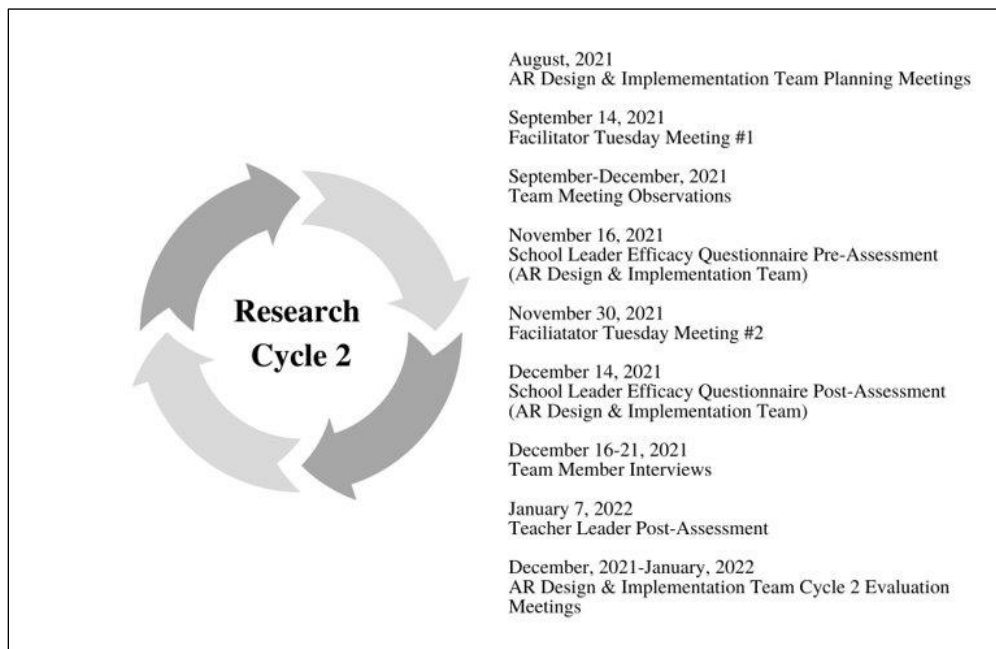 Research
Cycle 2
August, 2021
AR Design & Implemementation Team Planning Meetings
September 14, 2021
Facilitator Tuesday Meeting #1
September-December, 2021
Team Meeting Observations
November 16, 2021
School Leader Efficacy Questionnaire Pre-Assessment
(AR Design & Implementation Team)
November 30, 2021
Faciliatator Tuesday Meeting #2
December 14, 2021
School Leader Efficacy Questionnaire Post-Assessment
(AR Design & Implementation Team)
December 16-21, 2021
Team Member Interviews
January 7, 2022
Teacher Leader Post-Assessment
December, 2021-January, 2022
AR Design & Implementation Team Cycle 2 Evaluation
Meetings